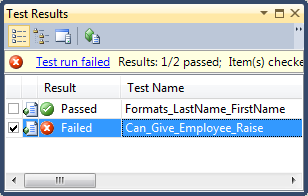 Test Results
Test run failed Results: 1/2 passed; Item(s) checke
Result Test Name
Passed Formats_LastName_FirstName
Failed Can_Give_Employee_Raise